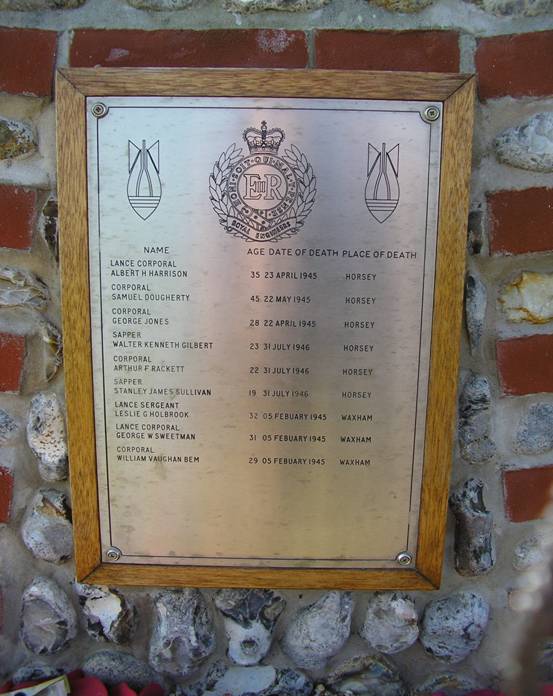 HONI SOIT QUI MAL Y PENSE
E II R
ROYAL ENGINEERS
NAME AGE DATE OF DEATH PLACE OF DEATH
LANCE CORPORAL
ALBERT H HARRISON 35 23 APRIL 1945 HORSEY
CORPORAL
SAMUEL DOUGHERTY 45 22 MAY 1945 HORSEY
CORPORAL
GEORGE JONES 28 22 APRIL 1945 HORSEY
SAPPER
WALTER KENNETH GILBERT 23 31 JULY 1946 HORSEY
CORPORAL
ARTHUR F RACKETT 22 31 JULY 1946 HORSEY
SAPPER
STANLEY JAMES SULLIVAN 19 31 JULY 1946 HORSEY
LANCE SERGEANT
LESLIE G HOLBROOK 32 05 FEBUARY 1945 WAXHAM
LANCE CORPORAL
GEORGE W SWEETMAN 31 05 FEBUARY 1945 WAXHAM
CORPORAL
WILLIAM VAUGHAN BEM 29 05 FEBUARY 1945 WAXHAM